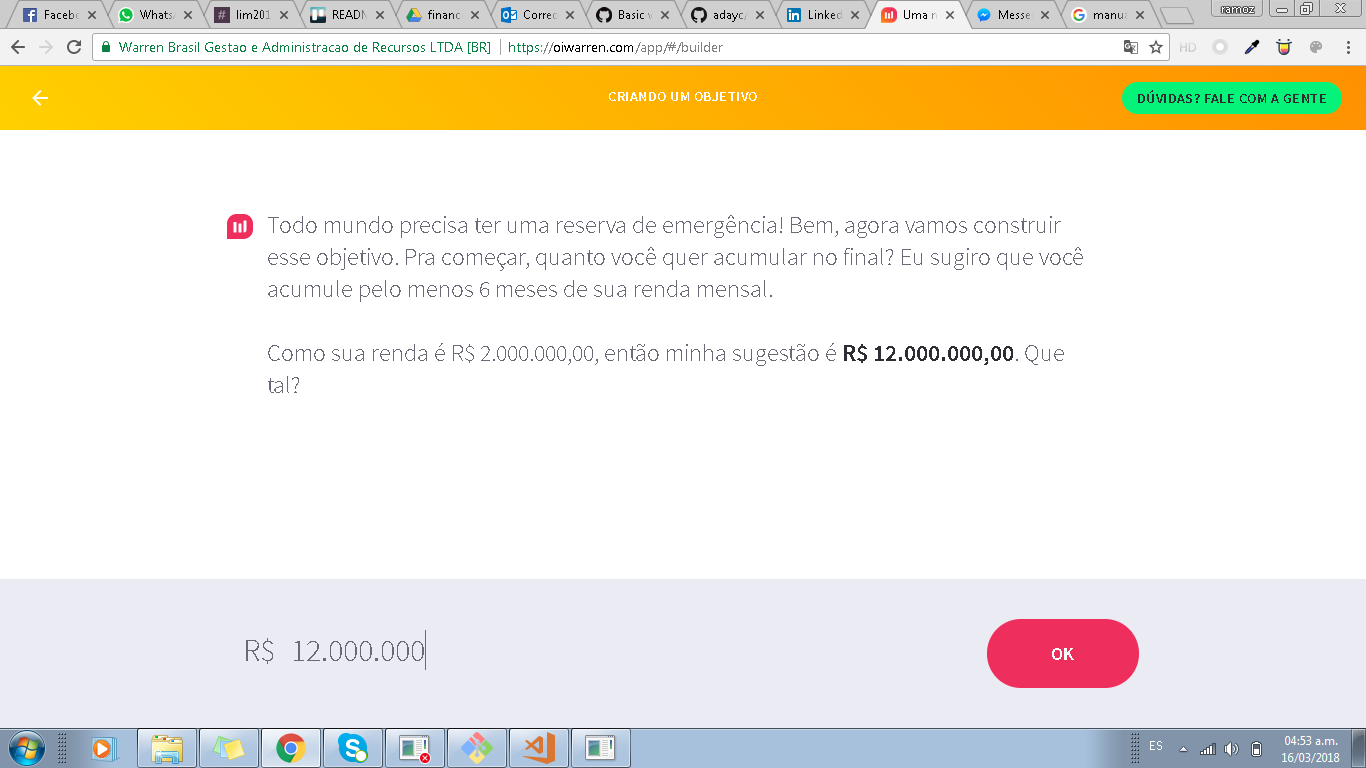 Faceb
Whats
lim201
READM
financ
Correc
Basic v
adayc
Linked
Uma n
Messe
manu
ramoz
Warren Brasil Gestao e Administracao de Recursos LTDA [BR]
https://oiwarren.com/app/#/builder
HD
CRIANDO UM OBJETIVO
DÚVIDAS? FALE COM A GENTE
Todo mundo precisa ter uma reserva de emergência! Bem, agora vamos construir
esse objetivo. Pra começar, quanto você quer acumular no final? Eu sugiro que você
acumule pelo menos 6 meses de sua renda mensal.
Como sua renda é R$ 2.000.000,00, então minha sugestão é R$ 12.000.000,00. Que
tal?
R$ 12.000.000
OK
ES
04:53 a.m.
16/03/2018